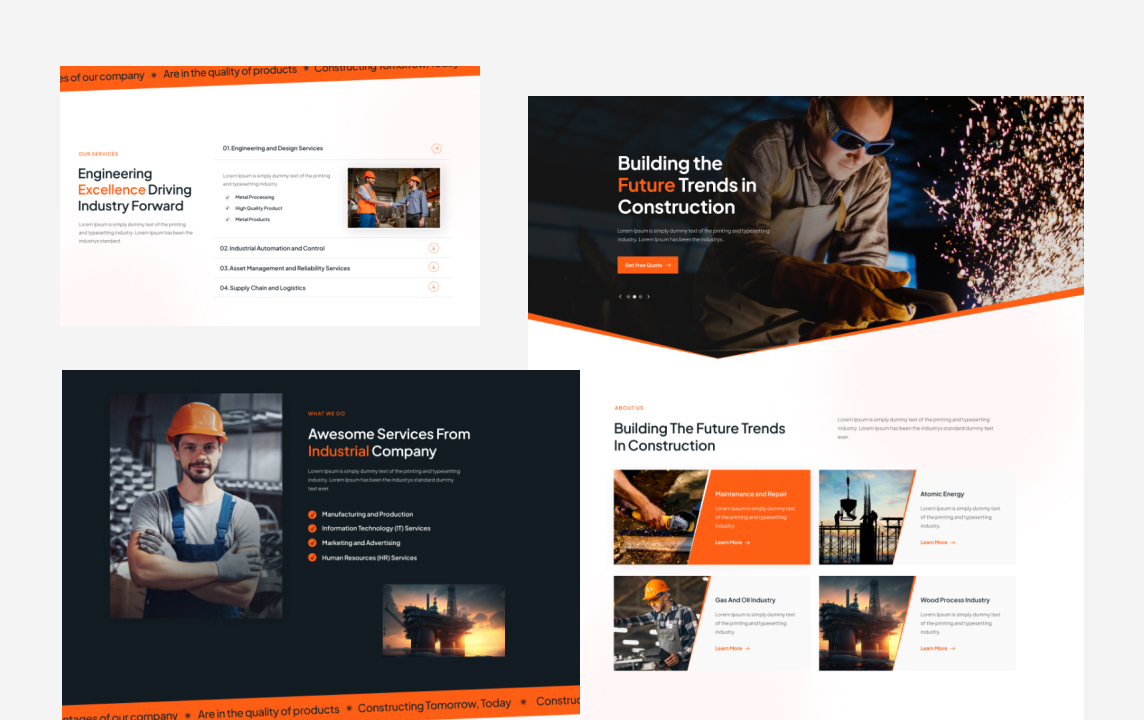 es of our company * Are in the quality of products * Constructing Tomorrow, Today
OUR SERVICES
Engineering
Excellence Driving
Industry Forward
Lorem Ipsum is simply dummy text of the printing
and typesetting industry. Lorem Ipsum has been the
industrys standard.
01.Engineering and Design Services
Lorem Ipsum is simply dummy text of the printing
and typesetting industry.
Metal Processing
High Quality Product
Metal Products
02.Industrial Automation and Control
03.Asset Management and Reliability Services
04.Supply Chain and Logistics
Building the
Future Trends in
Construction
Lorem Ipsum is simply dummy text of the printing and typesetting
industry. Lorem Ipsum has been the industrys.
Get Free Quote
WHAT WE DO
Awesome Services From
Industrial Company
Lorem Ipsum is simply dummy text of the printing and typesetting
industry. Lorem Ipsum has been the industrys standard dummy
text ever.
Manufacturing and Production
Information Technology (IT) Services
Marketing and Advertising
Human Resources (HR) Services
ntages of our company * Are in the quality of products * Constructing Tomorrow, Today * Construc
ABOUT US
Building The Future Trends
In Construction
Lorem Ipsum is simply dummy text of the printing and typesetting
industry. Lorem Ipsum has been the industrys standard dummy text
ever.
Maintenance and Repair
Lorem Ipsum is simply dummy text
of the printing and typesetting
industry.
Learn More
Atomic Energy
Lorem Ipsum is simply dummy text
of the printing and typesetting
industry.
Learn More
Gas And Oil Industry
Lorem Ipsum is simply dummy text
of the printing and typesetting
industry.
Learn More
Wood Process Industry
Lorem Ipsum is simply dummy text
of the printing and typesetting
industry.
Learn More